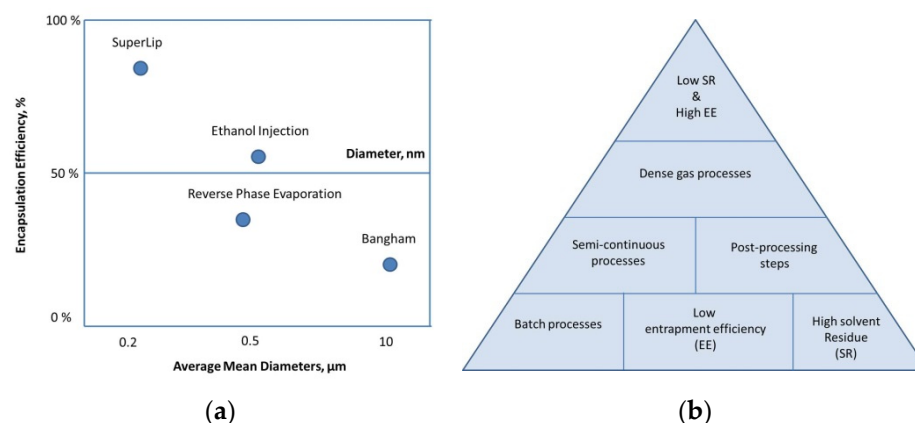 100 %
SuperLip
Ethanol Injection
Diameter, nm
50 %
Reverse Phase Evaporation
Bangham
0 %
Encapsulation Efficiency, %
0.2
0.5
10
Average Mean Diameters, μm
(a)
Low SR
&
High EE
Dense gas processes
Semi-continuous
processes
Post-processing
steps
Batch processes
Low
entrapment efficiency
(EE)
High solvent
Residue
(SR)
(b)